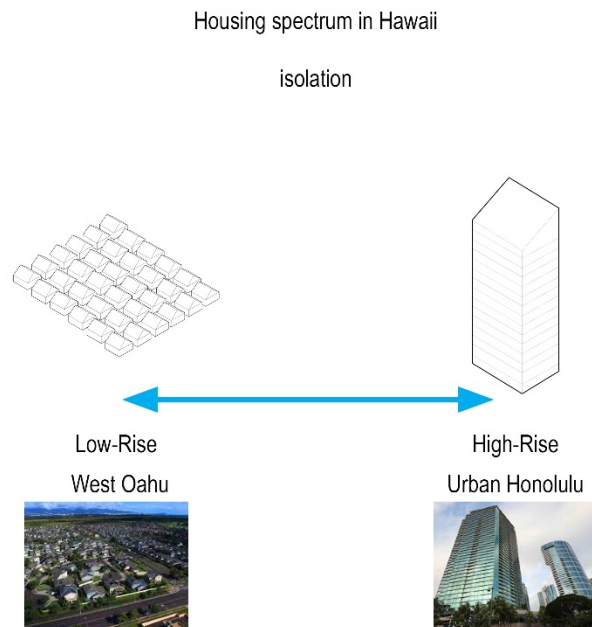 Housing spectrum in Hawaii
isolation
Low-Rise
High-Rise
West Oahu
Urban Honolulu